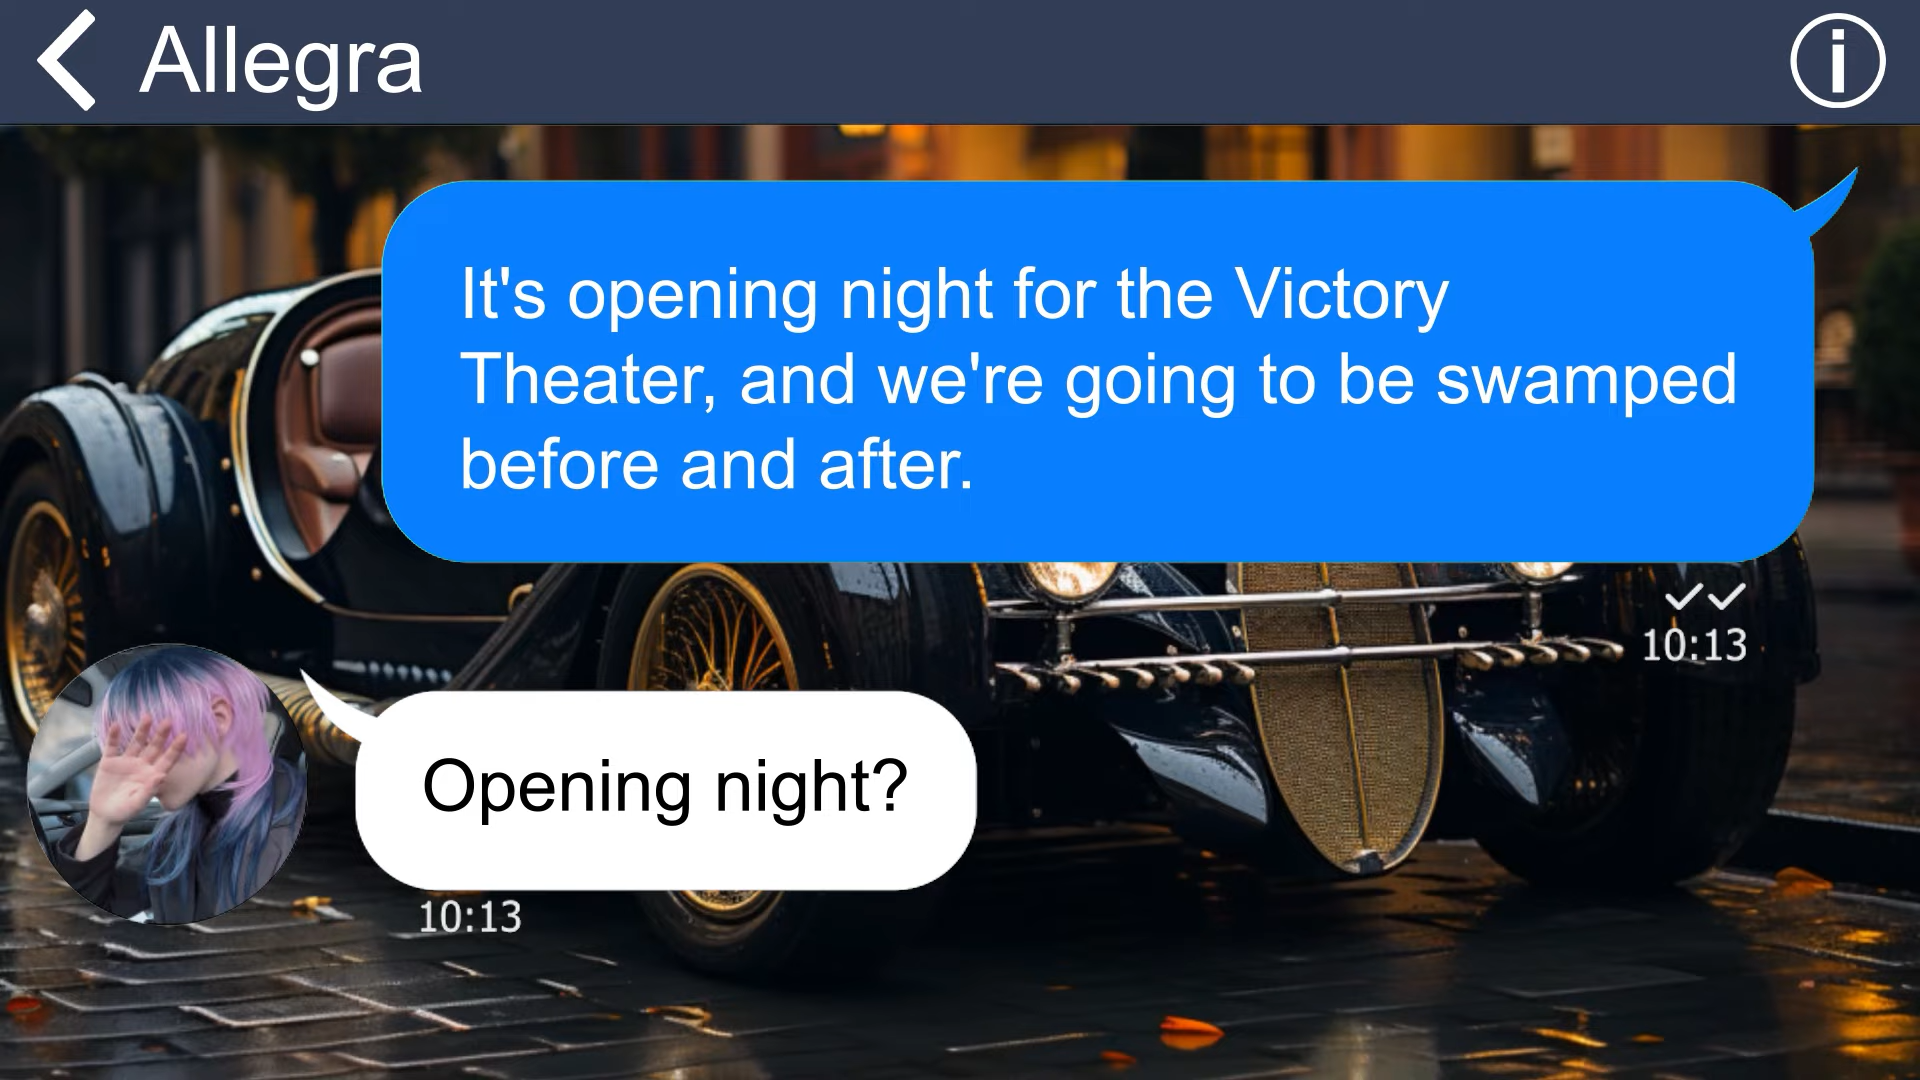 Allegra
It's opening night for the Victory
Theater, and we're going to be swamped
before and after.
10:13
Opening night?
10:13